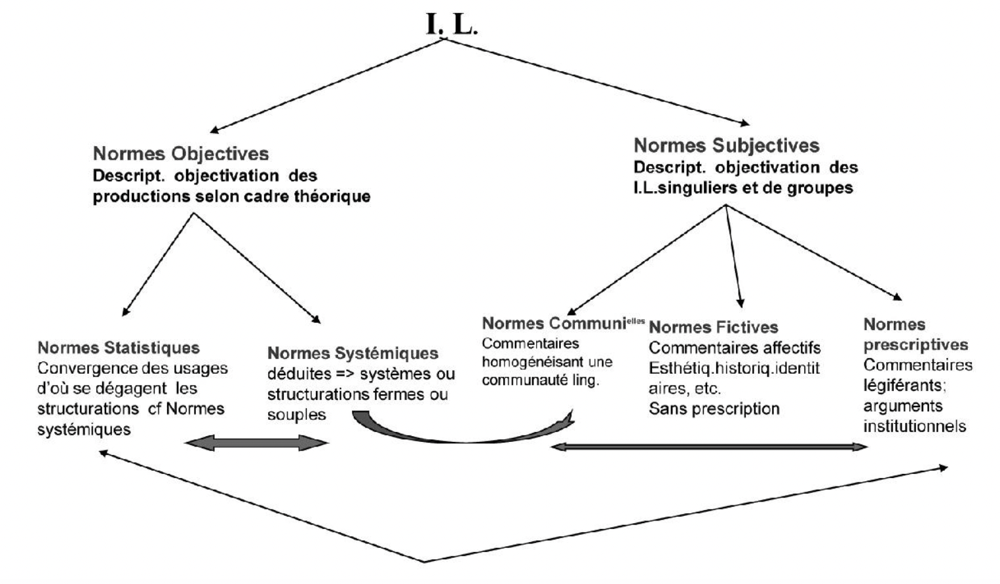 I. L.
Normes Objectives
Descript. objectivation des
productions selon cadre théorique
Normes Subjectives
Descript. objectivation des
I.L.singuliers et de groupes
Normes Statistiques
Convergence des usages
d'où se dégagent les
structurations cf Normes
systémiques
Normes Systémiques
déduites => systèmes ou
structurations fermes ou
souples
Normes Communielles
Commentaires
homogénéisant une
communauté ling.
Normes Fictives
Commentaires affectifs
Esthétiq.historiq.identit
aires, etc.
Sans prescription
Normes
prescriptives
Commentaires
légiférants;
arguments
institutionnels